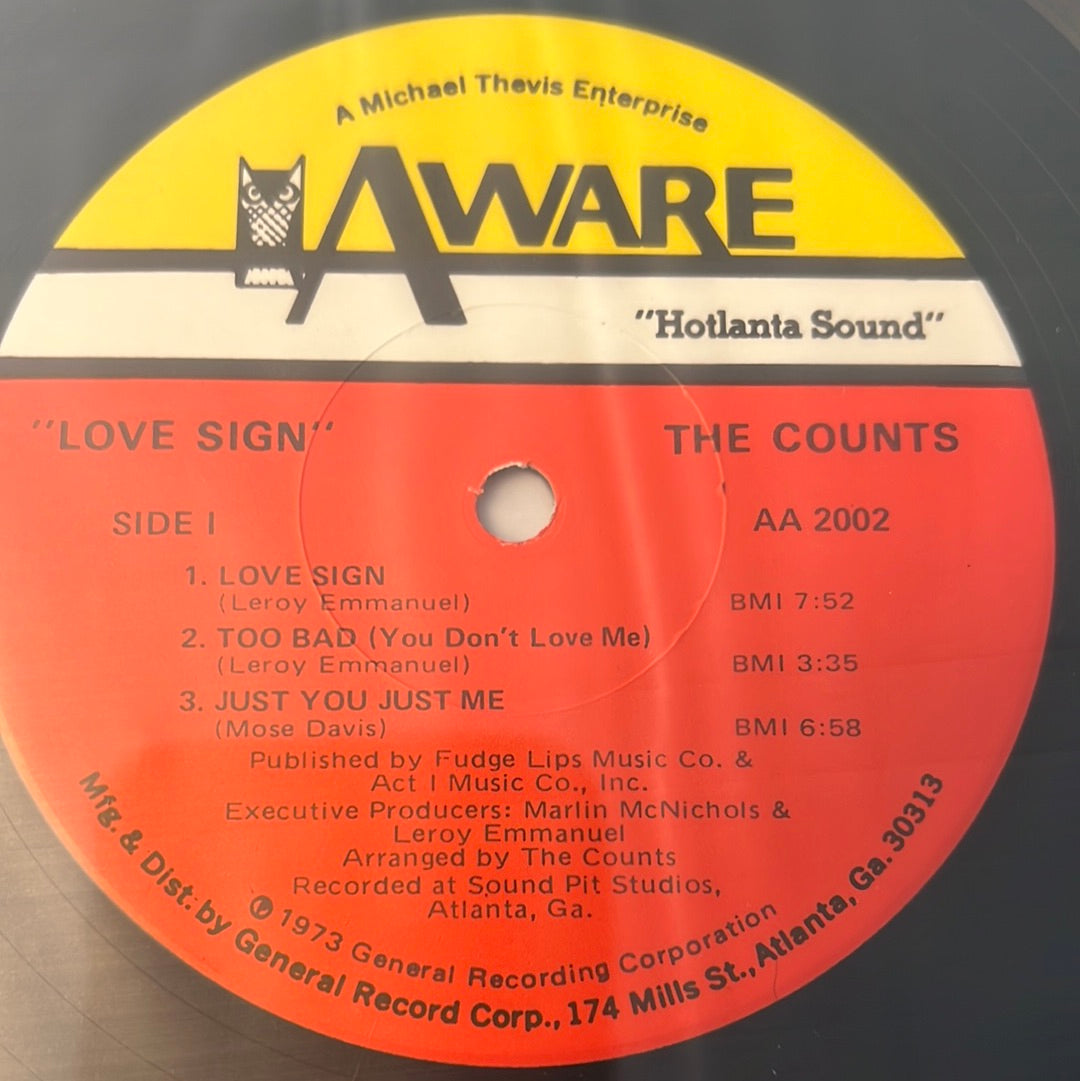 A Michael Thevis Enterprise
AWARE
"Hotlanta Sound"
"LOVE SIGN" THE COUNTS
SIDE I AA 2002
1. LOVE SIGN
(Leroy Emmanuel) BMI 7:52
2. TOO BAD (You Don't Love Me)
(Leroy Emmanuel) BMI 3:35
3. JUST YOU JUST ME
(Mose Davis) BMI 6:58
Published by Fudge Lips Music Co. &
Act I Music Co., Inc.
Executive Producers: Marlin McNichols &
Leroy Emmanuel
Arranged by The Counts
Recorded at Sound Pit Studios,
Atlanta, Ga.
℗ 1973 General Recording Corporation
Mfg. & Dist. by General Record Corp., 174 Mills St., Atlanta, Ga. 30313